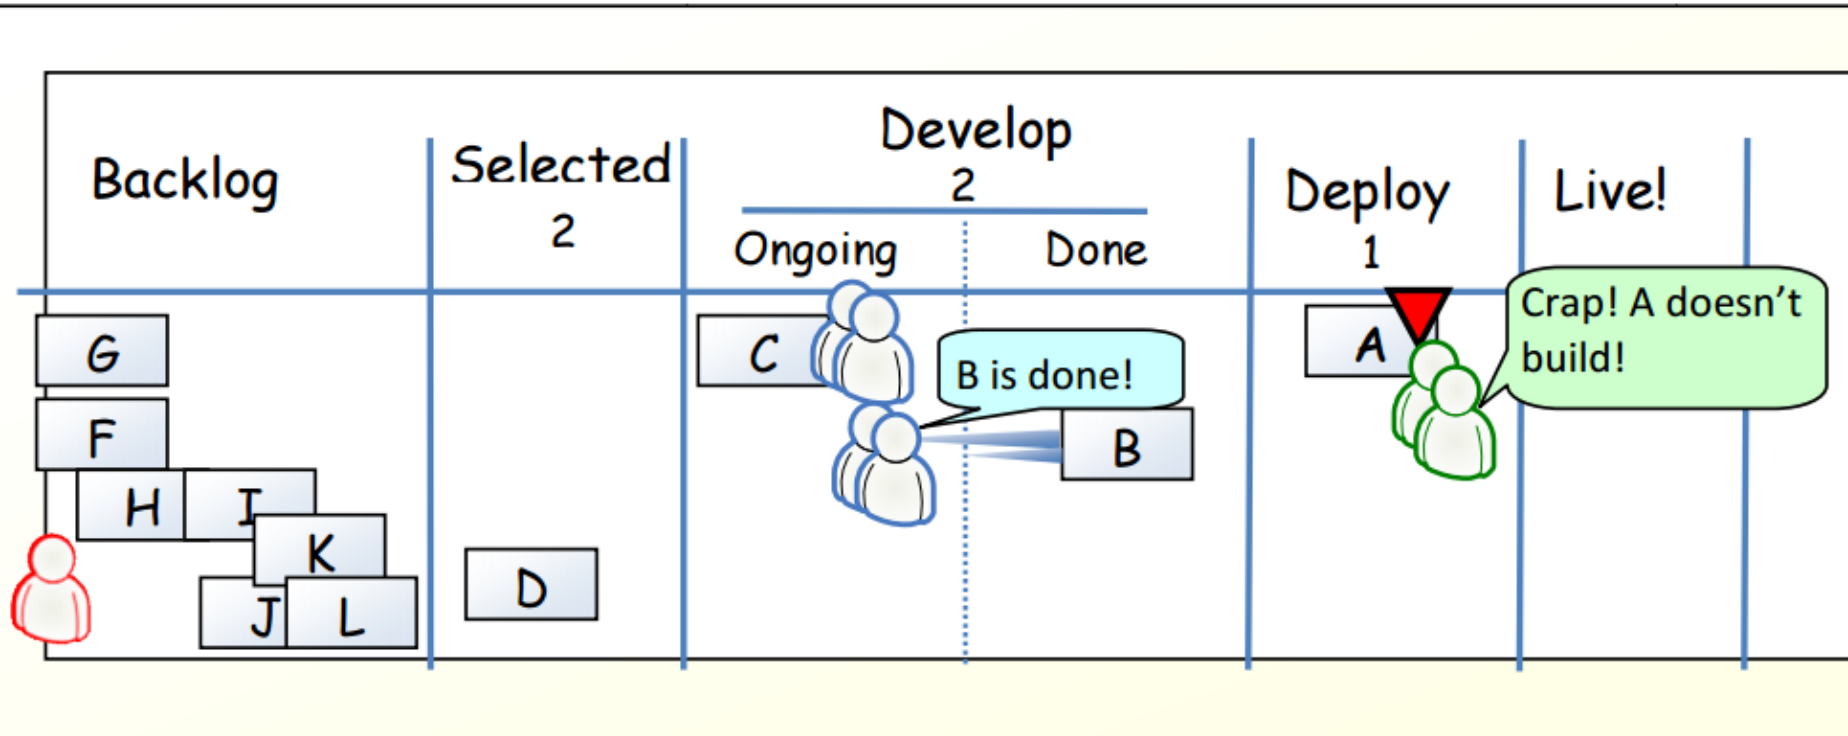 Backlog
Selected
2
Develop
2
Ongoing
Done
Deploy
1
Live!
G
F
H
I
K
J
L
D
C
B is done!
B
A
Crap! A doesn't
build!